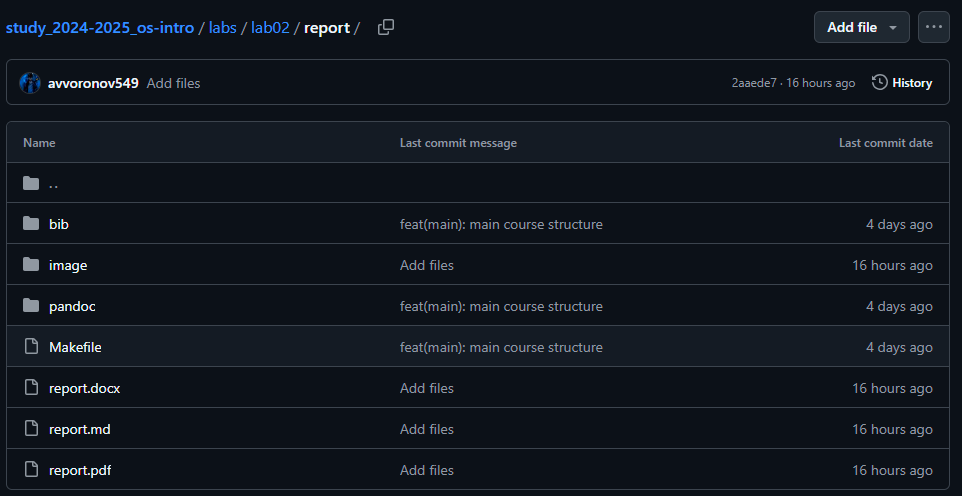 study_2024-2025_os-intro / labs / lab02 / report / Add file ...
avvoronov549 Add files 2aaede7 · 16 hours ago History
Name Last commit message Last commit date
..
bib feat(main): main course structure 4 days ago
image Add files 16 hours ago
pandoc feat(main): main course structure 4 days ago
Makefile feat(main): main course structure 4 days ago
report.docx Add files 16 hours ago
report.md Add files 16 hours ago
report.pdf Add files 16 hours ago